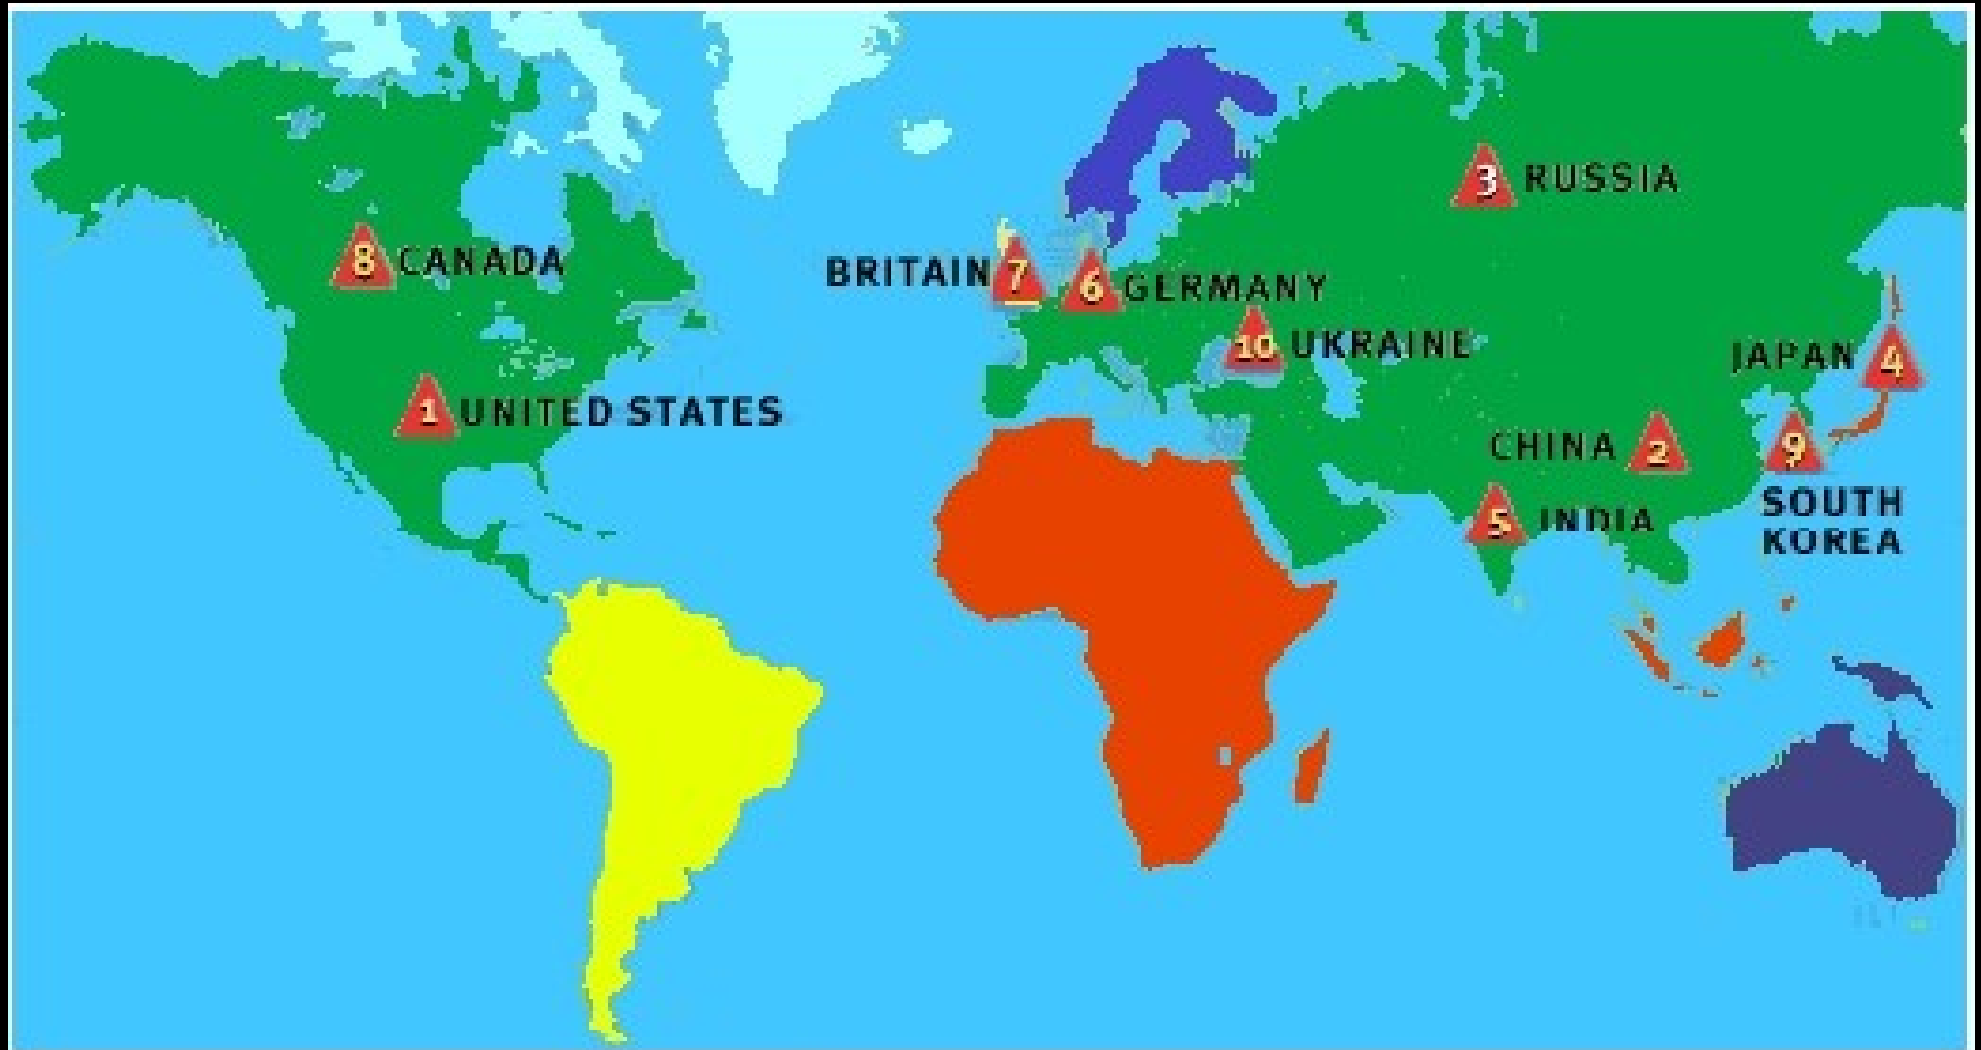 3 RUSSIA
8 CANADA
BRITAIN 7
6 GERMANY
10 UKRAINE
JAPAN 4
1 UNITED STATES
CHINA 2
9
SOUTH
KOREA
5 INDIA